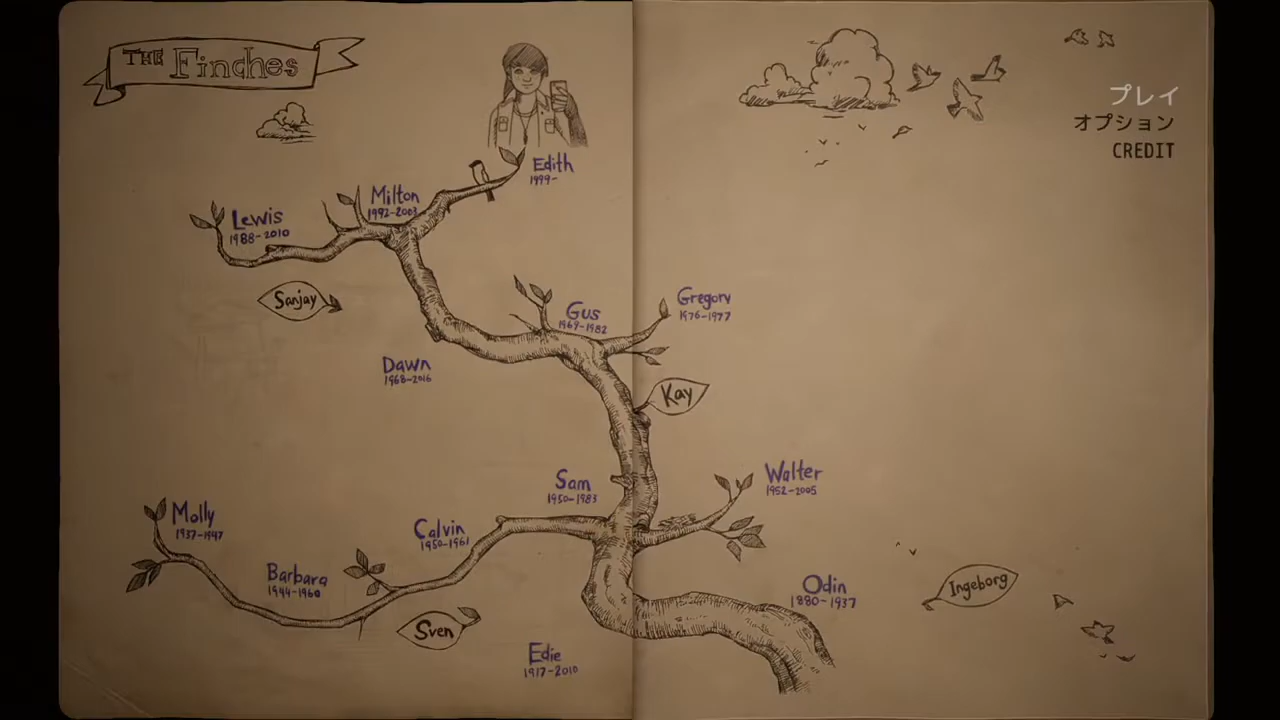 THE Finches
プレイ
オプション
CREDIT
Edith
1999-
Milton
1992-2003
Lewis
1988-2010
Sanjay
Gus
1969-1982
Gregory
1976-1977
Dawn
1968-2016
Kay
Sam
1950-1983
Walter
1952-2005
Molly
1937-1947
Calvin
1950-1961
Barbara
1944-1960
Odin
1880-1937
Ingeborg
Sven
Edie
1917-2010